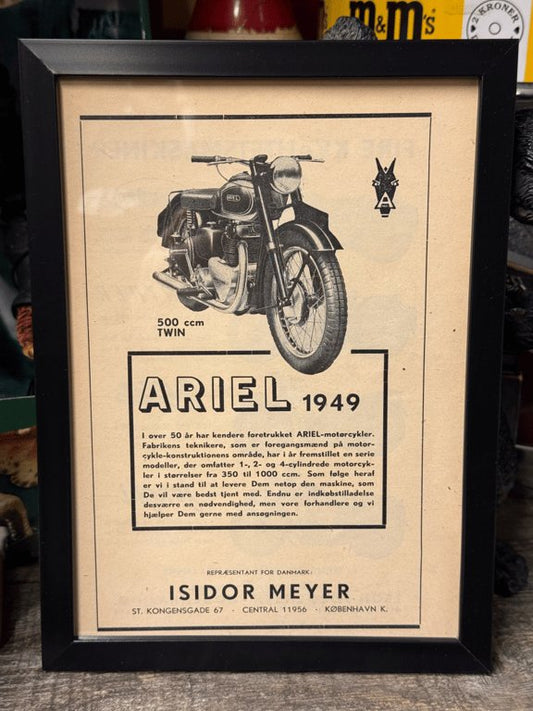 m&m's
2 KRONER
ARIEL
A
500 ccm
TWIN
ARIEL 1949
I over 50 år har kendere foretrukket ARIEL-motorcykler.
Fabrikens teknikere, som er foregangsmænd på motor-
cykle-konstruktionens område, har i år fremstillet en serie
modeller, der omfatter 1-, 2- og 4-cylindrede motorcyk-
ler i størrelser fra 350 til 1000 ccm. Som følge heraf
er vi i stand til at levere Dem netop den maskine, som
De vil være bedst tjent med. Endnu er indkøbstilladelse
desværre en nødvendighed, men vore forhandlere og vi
hjælper Dem gerne med ansøgningen.
REPRÆSENTANT FOR DANMARK:
ISIDOR MEYER
ST. KONGENSGADE 67 · CENTRAL 11956 · KØBENHAVN K.